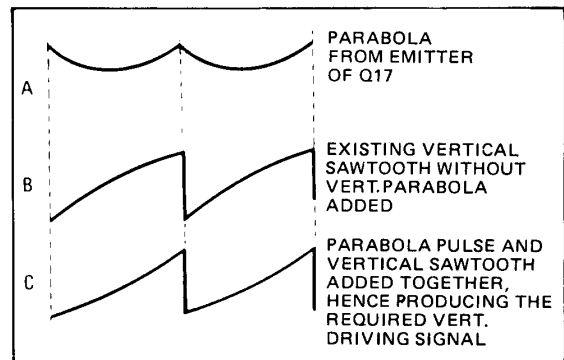 A
PARABOLA
FROM EMITTER
OF Q17
B
EXISTING VERTICAL
SAWTOOTH WITHOUT
VERT. PARABOLA
ADDED
C
PARABOLA PULSE AND
VERTICAL SAWTOOTH
ADDED TOGETHER,
HENCE PRODUCING THE
REQUIRED VERT.
DRIVING SIGNAL